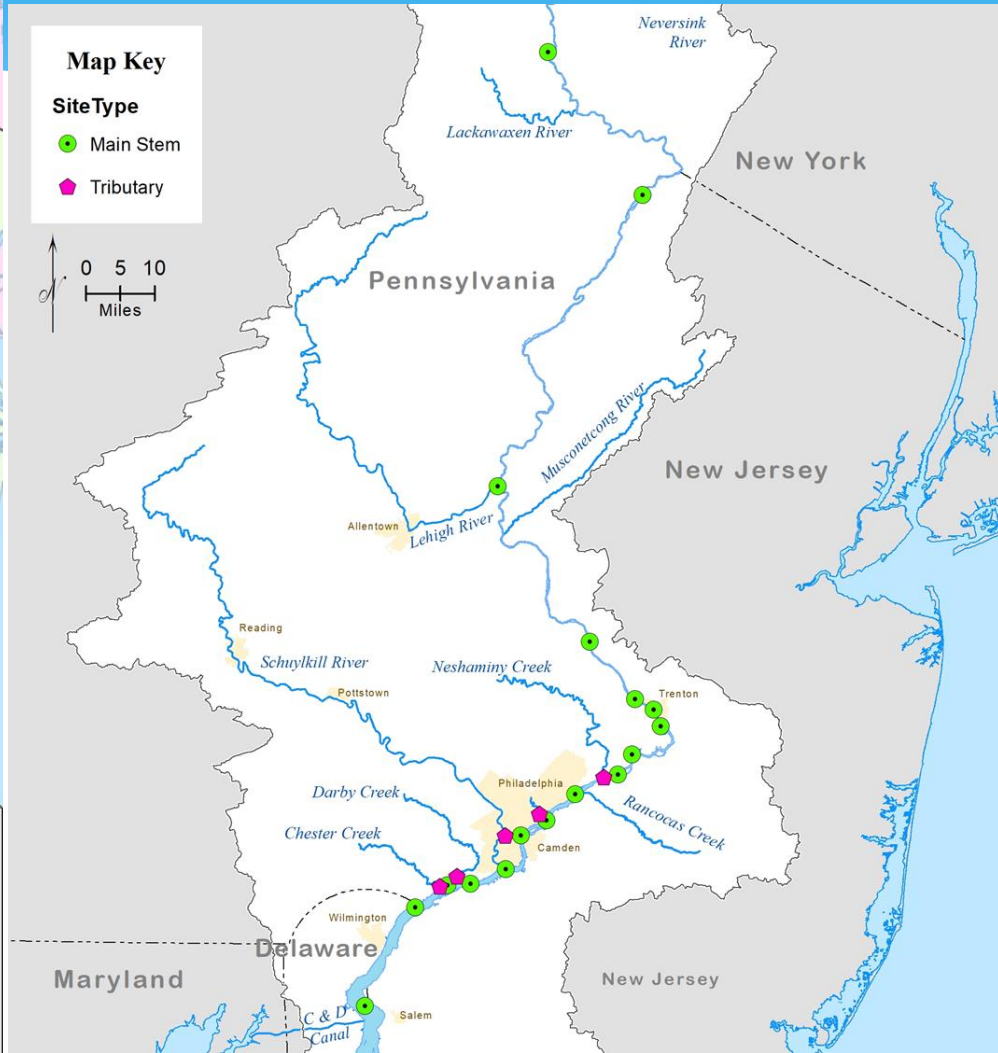 Map Key
SiteType
Main Stem
Tributary
N
0 5 10
Miles
Neversink
River
Lackawaxen River
New York
Pennsylvania
Musconetcong River
New Jersey
Allentown
Lehigh River
Reading
Schuylkill River
Pottstown
Neshaminy Creek
Trenton
Philadelphia
Darby Creek
Rancocas Creek
Chester Creek
Camden
Wilmington
Delaware
Maryland
New Jersey
C & D
Canal
Salem